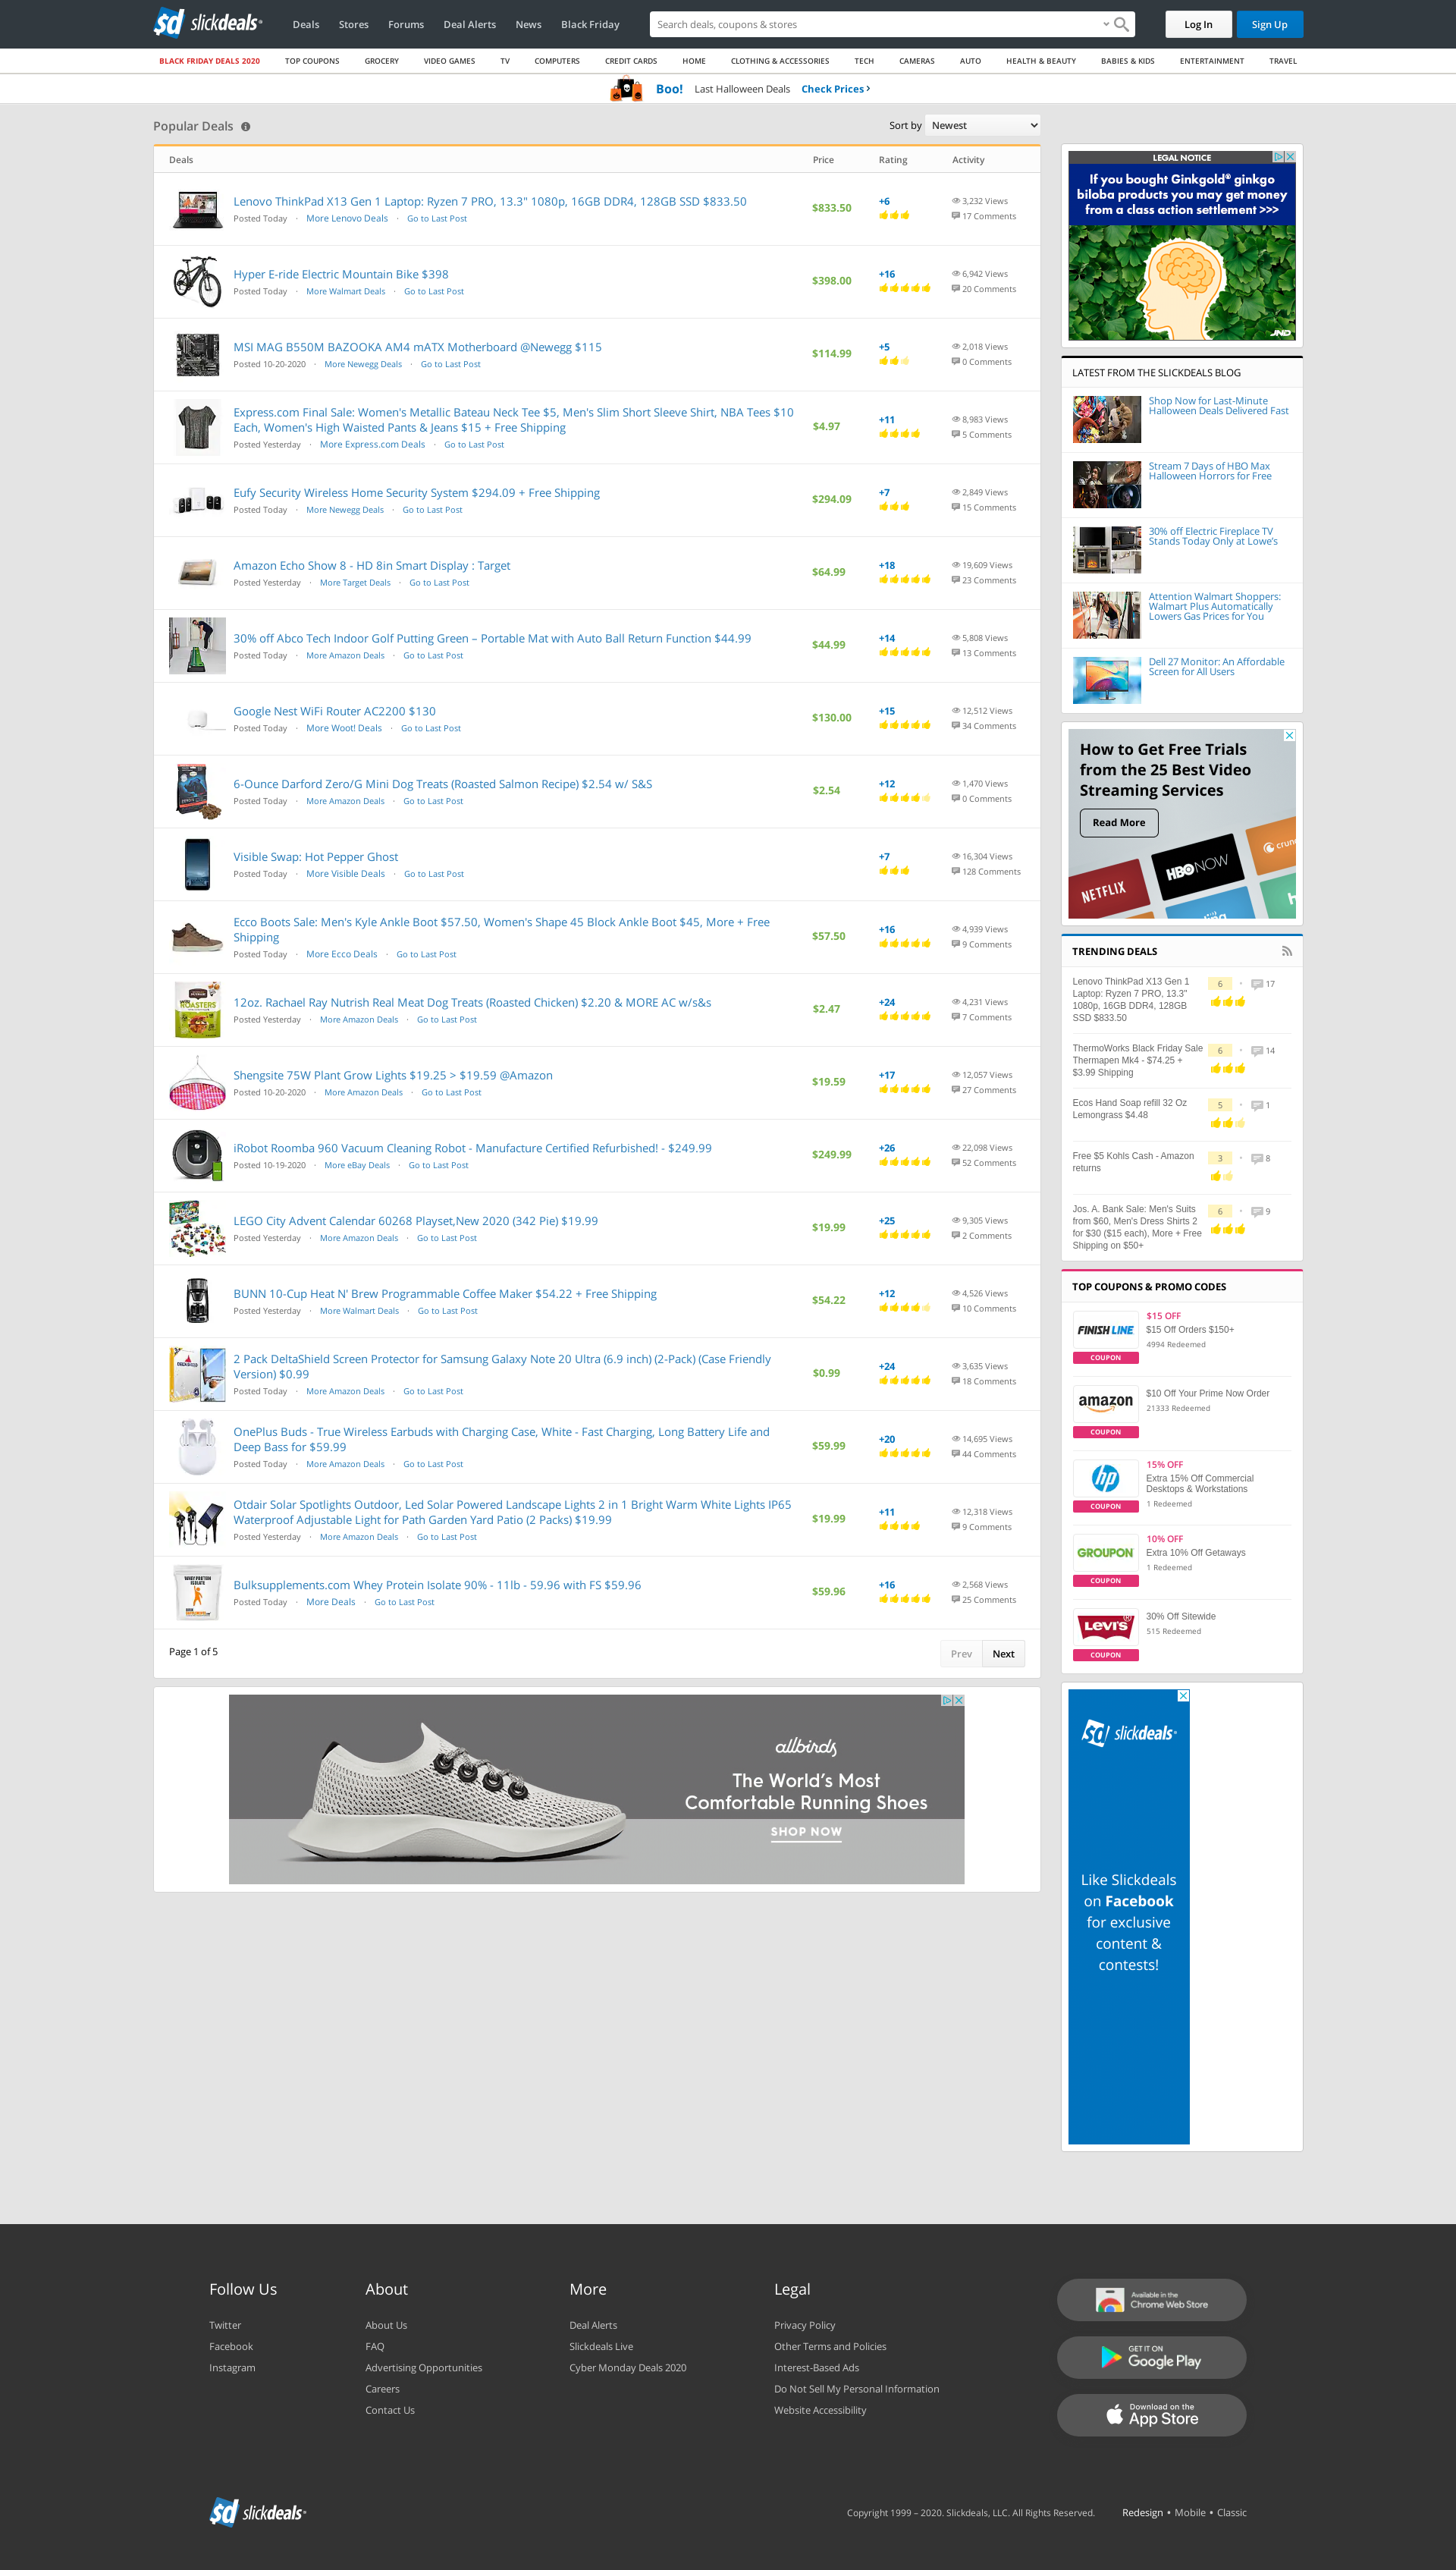 sd slickdeals
Deals Stores Forums Deal Alerts News Black Friday
Search deals, coupons & stores
Log In Sign Up
BLACK FRIDAY DEALS 2020 TOP COUPONS GROCERY VIDEO GAMES TV COMPUTERS CREDIT CARDS HOME CLOTHING & ACCESSORIES TECH CAMERAS AUTO HEALTH & BEAUTY BABIES & KIDS ENTERTAINMENT TRAVEL
Boo! Last Halloween Deals Check Prices ›
Popular Deals
Sort by Newest
Deals Price Rating Activity
Lenovo ThinkPad X13 Gen 1 Laptop: Ryzen 7 PRO, 13.3" 1080p, 16GB DDR4, 128GB SSD $833.50
Posted Today · More Lenovo Deals · Go to Last Post
$833.50
+6
3,232 Views
17 Comments
Hyper E-ride Electric Mountain Bike $398
Posted Today · More Walmart Deals · Go to Last Post
$398.00
+16
6,942 Views
20 Comments
MSI MAG B550M BAZOOKA AM4 mATX Motherboard @Newegg $115
Posted 10-20-2020 · More Newegg Deals · Go to Last Post
$114.99
+5
2,018 Views
0 Comments
Express.com Final Sale: Women's Metallic Bateau Neck Tee $5, Men's Slim Short Sleeve Shirt, NBA Tees $10
Each, Women's High Waisted Pants & Jeans $15 + Free Shipping
Posted Yesterday · More Express.com Deals · Go to Last Post
$4.97
+11
8,983 Views
5 Comments
Eufy Security Wireless Home Security System $294.09 + Free Shipping
Posted Today · More Newegg Deals · Go to Last Post
$294.09
+7
2,849 Views
15 Comments
Amazon Echo Show 8 - HD 8in Smart Display : Target
Posted Yesterday · More Target Deals · Go to Last Post
$64.99
+18
19,609 Views
23 Comments
30% off Abco Tech Indoor Golf Putting Green – Portable Mat with Auto Ball Return Function $44.99
Posted Today · More Amazon Deals · Go to Last Post
$44.99
+14
5,808 Views
13 Comments
Google Nest WiFi Router AC2200 $130
Posted Today · More Woot! Deals · Go to Last Post
$130.00
+15
12,512 Views
34 Comments
6-Ounce Darford Zero/G Mini Dog Treats (Roasted Salmon Recipe) $2.54 w/ S&S
Posted Today · More Amazon Deals · Go to Last Post
$2.54
+12
1,470 Views
0 Comments
Visible Swap: Hot Pepper Ghost
Posted Today · More Visible Deals · Go to Last Post
+7
16,304 Views
128 Comments
Ecco Boots Sale: Men's Kyle Ankle Boot $57.50, Women's Shape 45 Block Ankle Boot $45, More + Free
Shipping
Posted Today · More Ecco Deals · Go to Last Post
$57.50
+16
4,939 Views
9 Comments
12oz. Rachael Ray Nutrish Real Meat Dog Treats (Roasted Chicken) $2.20 & MORE AC w/s&s
Posted Yesterday · More Amazon Deals · Go to Last Post
$2.47
+24
4,231 Views
7 Comments
Shengsite 75W Plant Grow Lights $19.25 > $19.59 @Amazon
Posted 10-20-2020 · More Amazon Deals · Go to Last Post
$19.59
+17
12,057 Views
27 Comments
iRobot Roomba 960 Vacuum Cleaning Robot - Manufacture Certified Refurbished! - $249.99
Posted 10-19-2020 · More eBay Deals · Go to Last Post
$249.99
+26
22,098 Views
52 Comments
LEGO City Advent Calendar 60268 Playset,New 2020 (342 Pie) $19.99
Posted Yesterday · More Amazon Deals · Go to Last Post
$19.99
+25
9,305 Views
2 Comments
BUNN 10-Cup Heat N' Brew Programmable Coffee Maker $54.22 + Free Shipping
Posted Yesterday · More Walmart Deals · Go to Last Post
$54.22
+12
4,526 Views
10 Comments
2 Pack DeltaShield Screen Protector for Samsung Galaxy Note 20 Ultra (6.9 inch) (2-Pack) (Case Friendly
Version) $0.99
Posted Today · More Amazon Deals · Go to Last Post
$0.99
+24
3,635 Views
18 Comments
OnePlus Buds - True Wireless Earbuds with Charging Case, White - Fast Charging, Long Battery Life and
Deep Bass for $59.99
Posted Today · More Amazon Deals · Go to Last Post
$59.99
+20
14,695 Views
44 Comments
Otdair Solar Spotlights Outdoor, Led Solar Powered Landscape Lights 2 in 1 Bright Warm White Lights IP65
Waterproof Adjustable Light for Path Garden Yard Patio (2 Packs) $19.99
Posted Yesterday · More Amazon Deals · Go to Last Post
$19.99
+11
12,318 Views
9 Comments
Bulksupplements.com Whey Protein Isolate 90% - 11lb - 59.96 with FS $59.96
Posted Today · More Deals · Go to Last Post
$59.96
+16
2,568 Views
25 Comments
Page 1 of 5
Prev Next
allbirds
The World's Most
Comfortable Running Shoes
SHOP NOW
LEGAL NOTICE
If you bought Ginkgold® ginkgo
biloba products you may get money
from a class action settlement >>>
JND
LATEST FROM THE SLICKDEALS BLOG
Shop Now for Last-Minute
Halloween Deals Delivered Fast
Stream 7 Days of HBO Max
Halloween Horrors for Free
30% off Electric Fireplace TV
Stands Today Only at Lowe's
Attention Walmart Shoppers:
Walmart Plus Automatically
Lowers Gas Prices for You
Dell 27 Monitor: An Affordable
Screen for All Users
How to Get Free Trials
from the 25 Best Video
Streaming Services
Read More
NETFLIX
HBO NOW
crunc
h
TRENDING DEALS
Lenovo ThinkPad X13 Gen 1
Laptop: Ryzen 7 PRO, 13.3"
1080p, 16GB DDR4, 128GB
SSD $833.50
6 • 17
ThermoWorks Black Friday Sale
Thermapen Mk4 - $74.25 +
$3.99 Shipping
6 • 14
Ecos Hand Soap refill 32 Oz
Lemongrass $4.48
5 • 1
Free $5 Kohls Cash - Amazon
returns
3 • 8
Jos. A. Bank Sale: Men's Suits
from $60, Men's Dress Shirts 2
for $30 ($15 each), More + Free
Shipping on $50+
6 • 9
TOP COUPONS & PROMO CODES
FINISH LINE
COUPON
$15 OFF
$15 Off Orders $150+
4994 Redeemed
amazon
COUPON
$10 Off Your Prime Now Order
21333 Redeemed
hp
COUPON
15% OFF
Extra 15% Off Commercial
Desktops & Workstations
1 Redeemed
GROUPON
COUPON
10% OFF
Extra 10% Off Getaways
1 Redeemed
LEVI'S
COUPON
30% Off Sitewide
515 Redeemed
sd slickdeals
Like Slickdeals
on Facebook
for exclusive
content &
contests!
Follow Us
Twitter
Facebook
Instagram
About
About Us
FAQ
Advertising Opportunities
Careers
Contact Us
More
Deal Alerts
Slickdeals Live
Cyber Monday Deals 2020
Legal
Privacy Policy
Other Terms and Policies
Interest-Based Ads
Do Not Sell My Personal Information
Website Accessibility
Available in the
Chrome Web Store
GET IT ON
Google Play
Download on the
App Store
sd slickdeals
Copyright 1999 – 2020. Slickdeals, LLC. All Rights Reserved. Redesign • Mobile • Classic